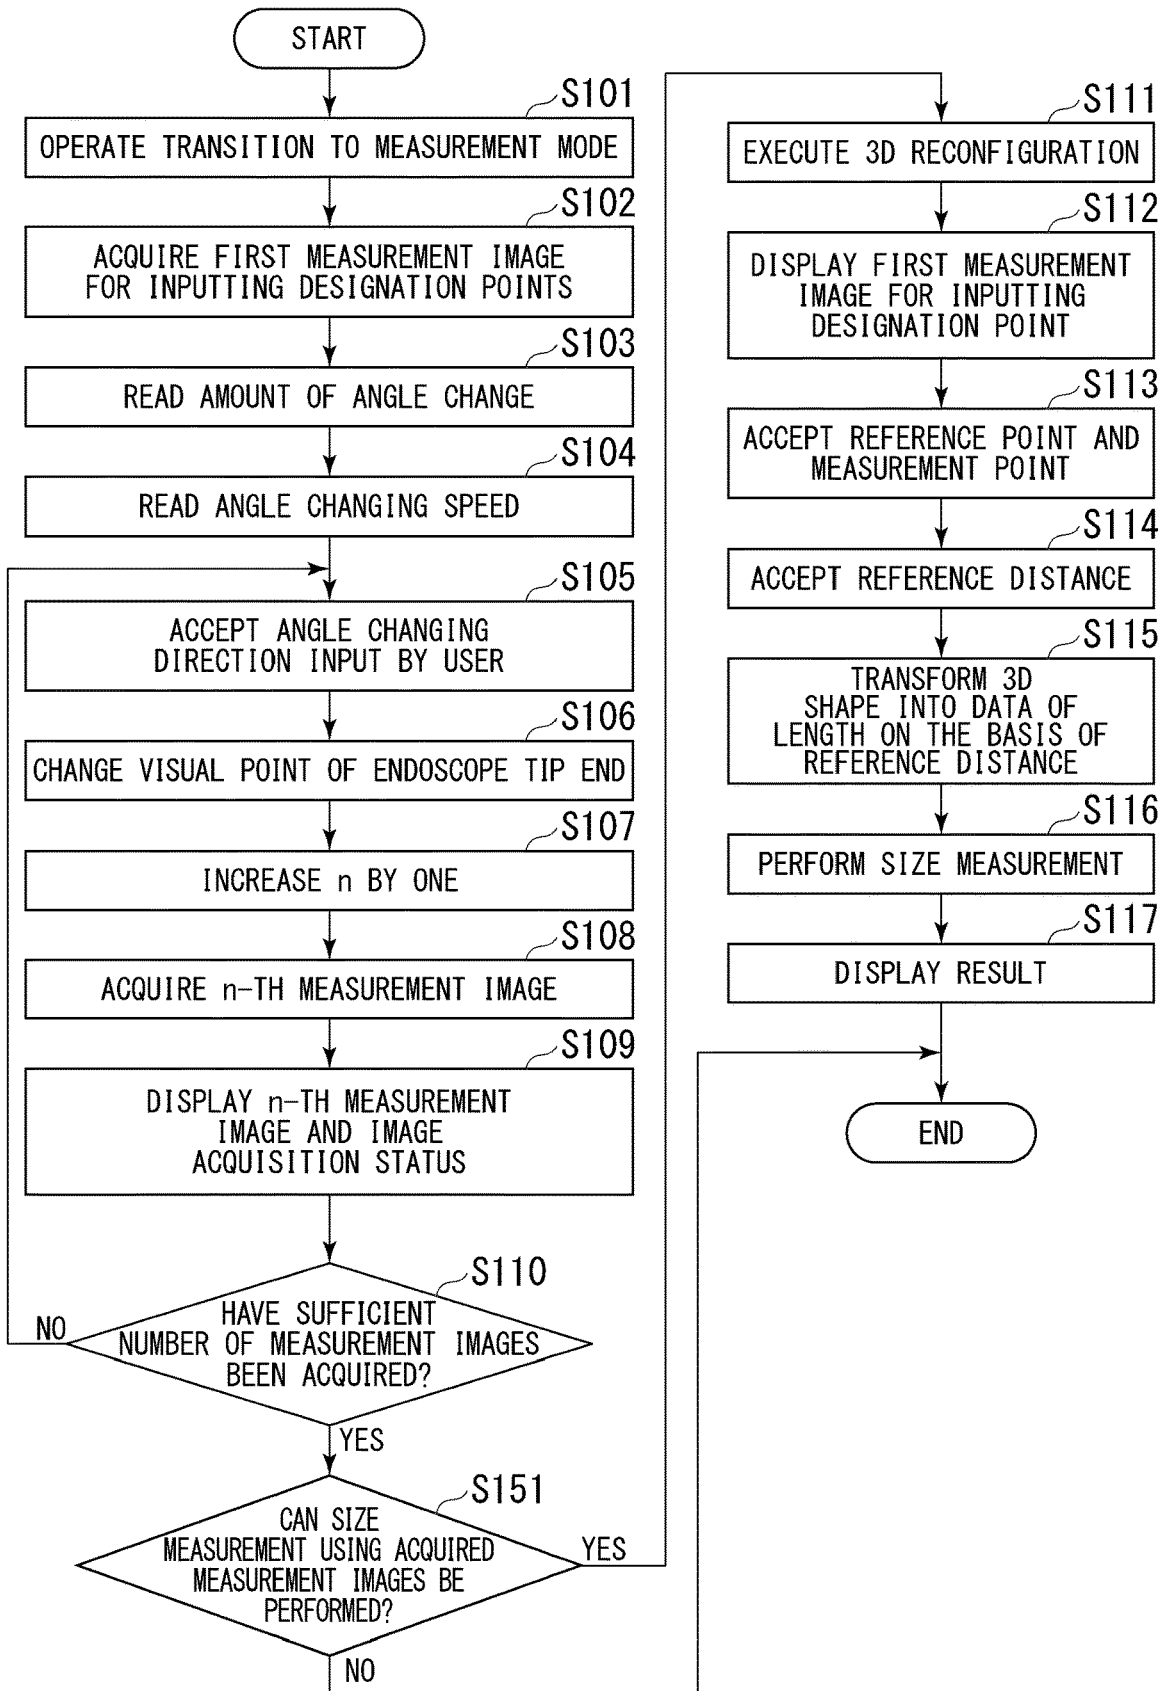 START
S101
OPERATE TRANSITION TO MEASUREMENT MODE
S102
ACQUIRE FIRST MEASUREMENT IMAGE
FOR INPUTTING DESIGNATION POINTS
S103
READ AMOUNT OF ANGLE CHANGE
S104
READ ANGLE CHANGING SPEED
S105
ACCEPT ANGLE CHANGING
DIRECTION INPUT BY USER
S106
CHANGE VISUAL POINT OF ENDOSCOPE TIP END
S107
INCREASE n BY ONE
S108
ACQUIRE n-TH MEASUREMENT IMAGE
S109
DISPLAY n-TH MEASUREMENT
IMAGE AND IMAGE
ACQUISITION STATUS
S110
HAVE SUFFICIENT
NUMBER OF MEASUREMENT IMAGES
BEEN ACQUIRED?
NO
YES
S151
CAN SIZE
MEASUREMENT USING ACQUIRED
MEASUREMENT IMAGES BE
PERFORMED?
YES
NO
S111
EXECUTE 3D RECONFIGURATION
S112
DISPLAY FIRST MEASUREMENT
IMAGE FOR INPUTTING
DESIGNATION POINT
S113
ACCEPT REFERENCE POINT AND
MEASUREMENT POINT
S114
ACCEPT REFERENCE DISTANCE
S115
TRANSFORM 3D
SHAPE INTO DATA OF
LENGTH ON THE BASIS OF
REFERENCE DISTANCE
S116
PERFORM SIZE MEASUREMENT
S117
DISPLAY RESULT
END